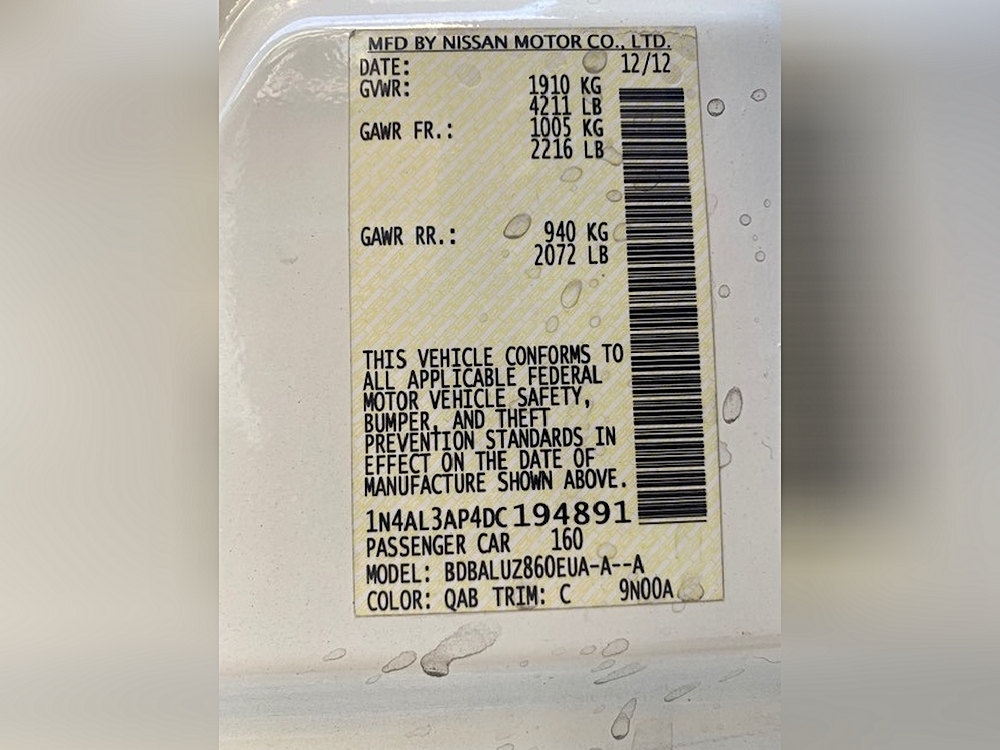 MFD BY NISSAN MOTOR CO., LTD.
DATE: 12/12
GVWR: 1910 KG
4211 LB
GAWR FR.: 1005 KG
2216 LB
GAWR RR.: 940 KG
2072 LB
THIS VEHICLE CONFORMS TO
ALL APPLICABLE FEDERAL
MOTOR VEHICLE SAFETY,
BUMPER, AND THEFT
PREVENTION STANDARDS IN
EFFECT ON THE DATE OF
MANUFACTURE SHOWN ABOVE.
1N4AL3AP4DC194891
PASSENGER CAR 160
MODEL: BDBALUZ860EUA-A--A
COLOR: QAB TRIM: C 9N00A